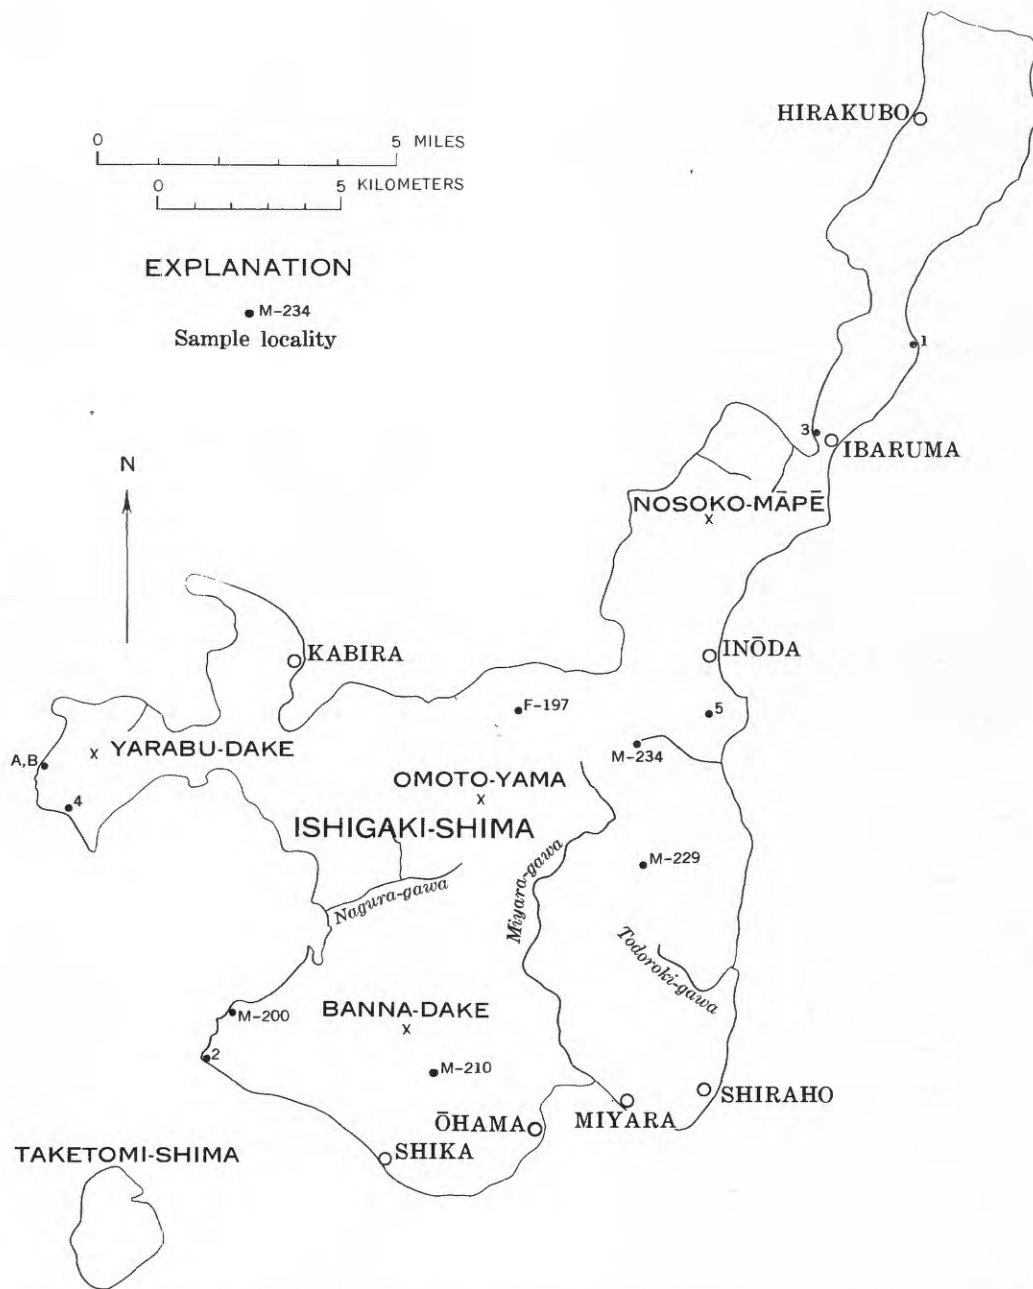 HIRAKUBO
0 5 MILES
0 5 KILOMETERS
EXPLANATION
M-234
Sample locality
1
3
IBARUMA
N
NOSOKO-MĀPĒ
x
KABIRA
INŌDA
F-197
5
x YARABU-DAKE
M-234
A,B
OMOTO-YAMA
x
4
ISHIGAKI-SHIMA
Miyara-gawa
M-229
Nagura-gawa
Todoroki-gawa
M-200
BANNA-DAKE
x
2
M-210
SHIRAHO
MIYARA
ŌHAMA
SHIKA
TAKETOMI-SHIMA